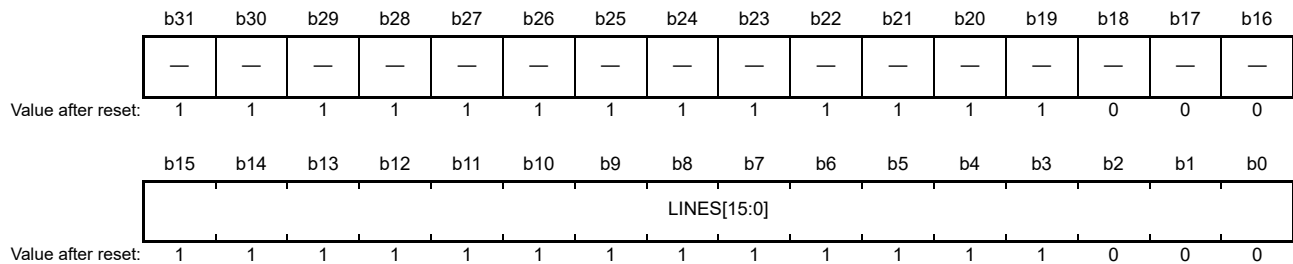 b31 b30 b29 b28 b27 b26 b25 b24 b23 b22 b21 b20 b19 b18 b17 b16
— — — — — — — — — — — — — — — —
Value after reset: 1 1 1 1 1 1 1 1 1 1 1 1 1 0 0 0
b15 b14 b13 b12 b11 b10 b9 b8 b7 b6 b5 b4 b3 b2 b1 b0
LINES[15:0]
Value after reset: 1 1 1 1 1 1 1 1 1 1 1 1 1 0 0 0